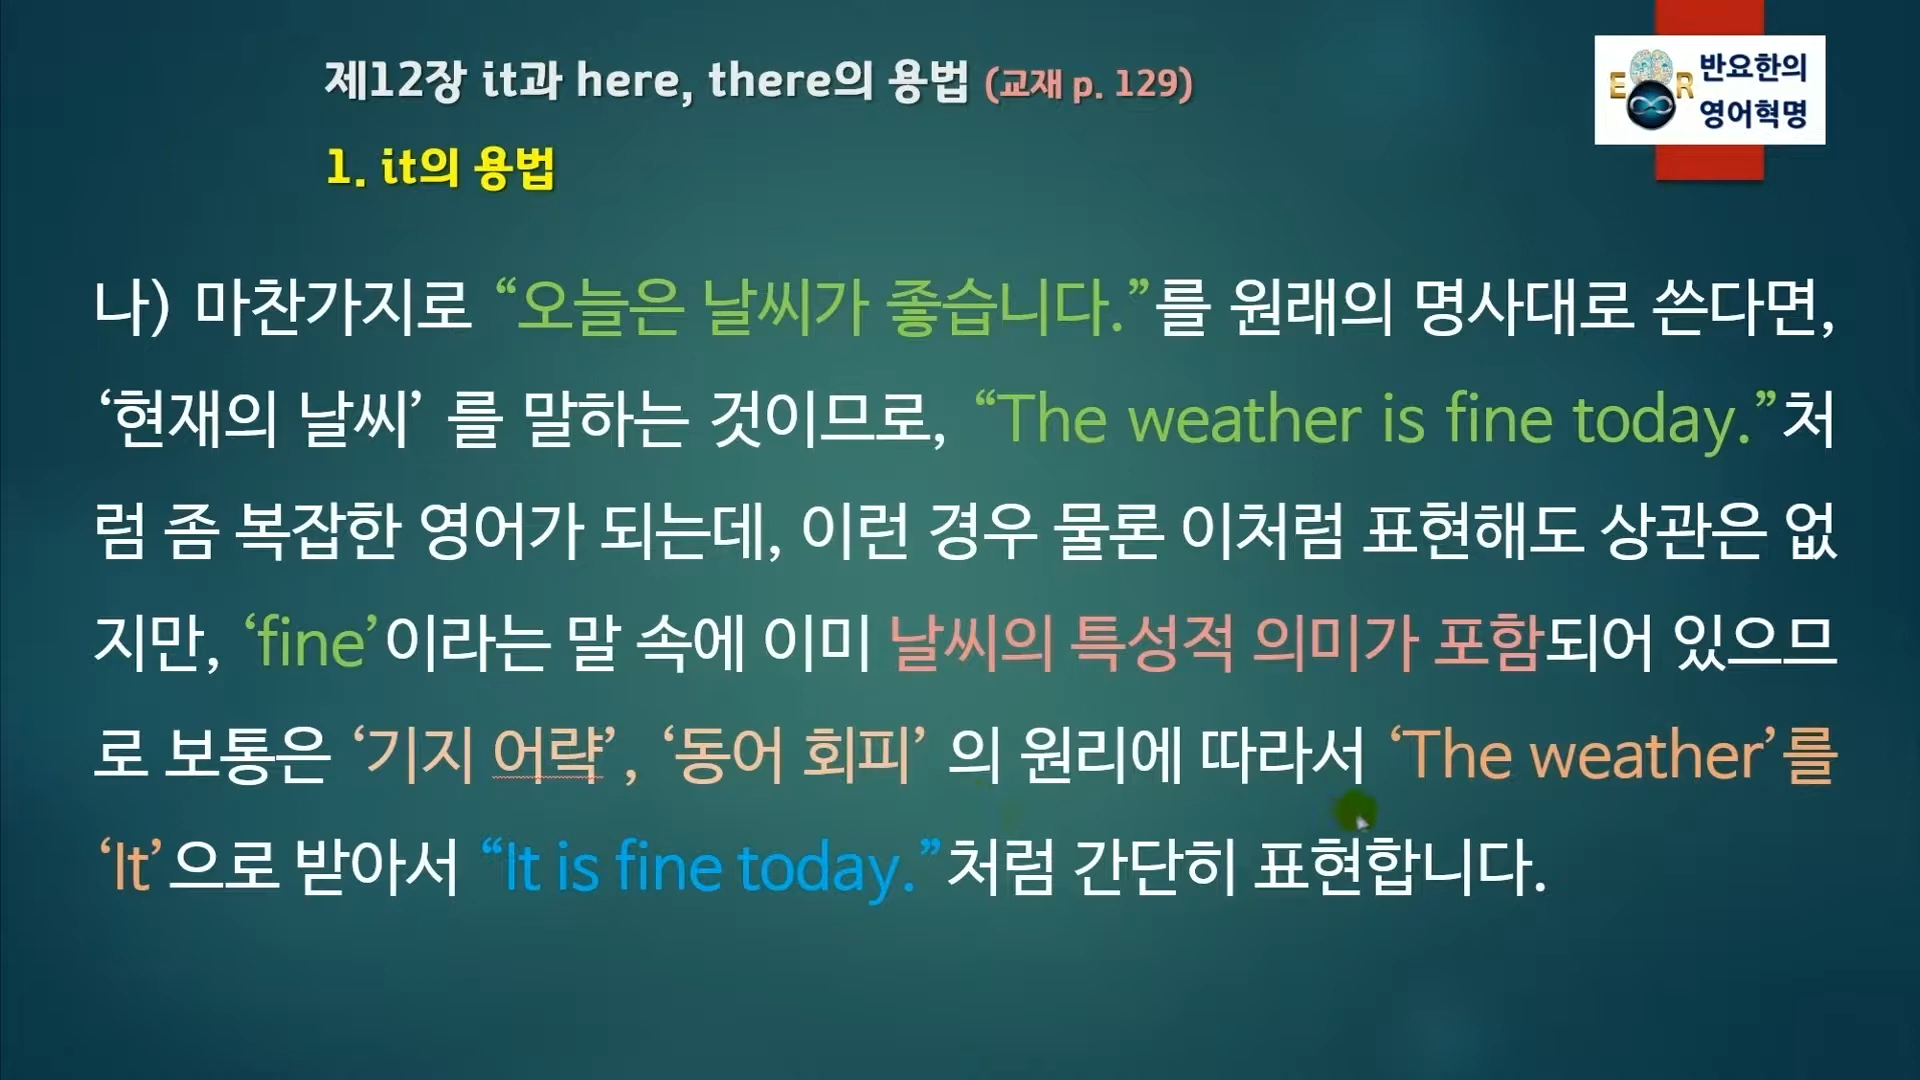 제12장 it과 here, there의 용법 (교재 p. 129)
1. it의 용법
E R 반요한의
영어혁명
나) 마찬가지로 “오늘은 날씨가 좋습니다.”를 원래의 명사대로 쓴다면,
‘현재의 날씨’ 를 말하는 것이므로, “The weather is fine today.”처
럼 좀 복잡한 영어가 되는데, 이런 경우 물론 이처럼 표현해도 상관은 없
지만, ‘fine’이라는 말 속에 이미 날씨의 특성적 의미가 포함되어 있으므
로 보통은 ‘기지 어략’, ‘동어 회피’ 의 원리에 따라서 ‘The weather’를
‘It’으로 받아서 “It is fine today.”처럼 간단히 표현합니다.